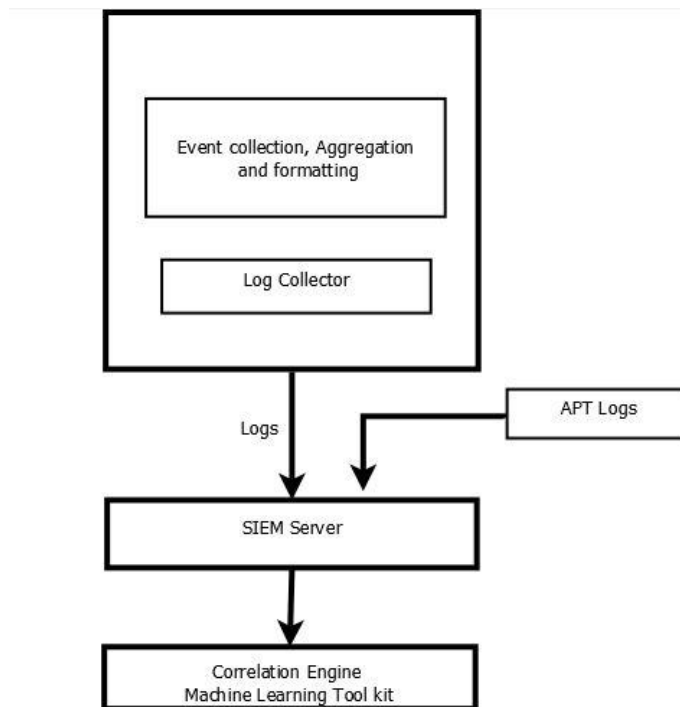 Event collection, Aggregation
and formatting
Log Collector
Logs
APT Logs
SIEM Server
Correlation Engine
Machine Learning Tool kit